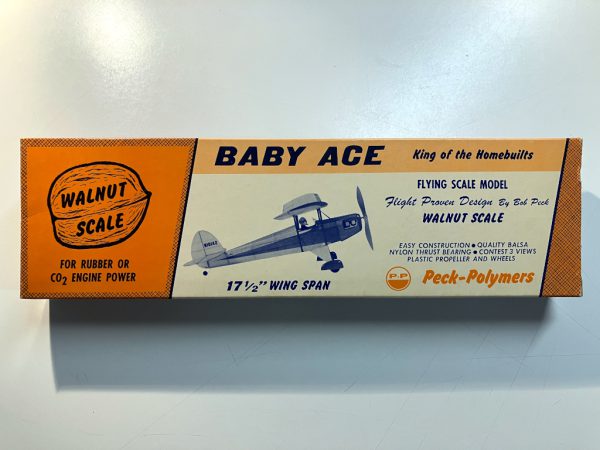 WALNUT
SCALE
FOR RUBBER OR
CO2 ENGINE POWER
BABY ACE
King of the Homebuilts
17 1/2" WING SPAN
FLYING SCALE MODEL
Flight Proven Design By Bob Peck
WALNUT SCALE
EASY CONSTRUCTION • QUALITY BALSA
NYLON THRUST BEARING • CONTEST 3 VIEWS
PLASTIC PROPELLER AND WHEELS
P-P
Peck-Polymers